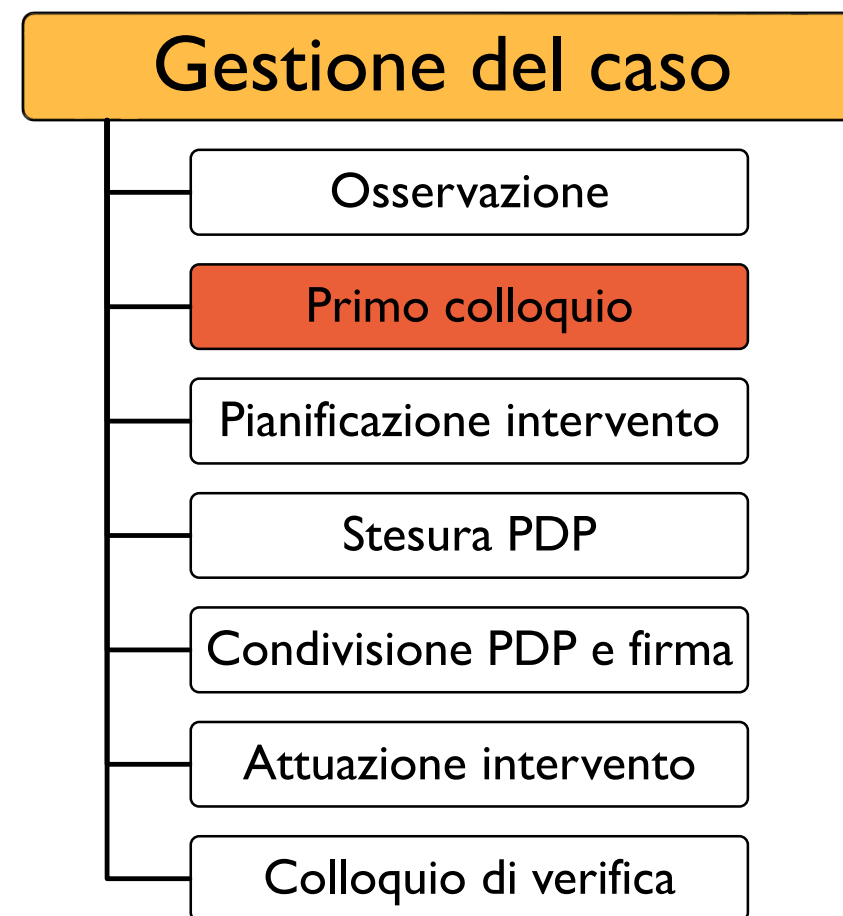 Gestione del caso
Osservazione
Primo colloquio
Pianificazione intervento
Stesura PDP
Condivisione PDP e firma
Attuazione intervento
Colloquio di verifica